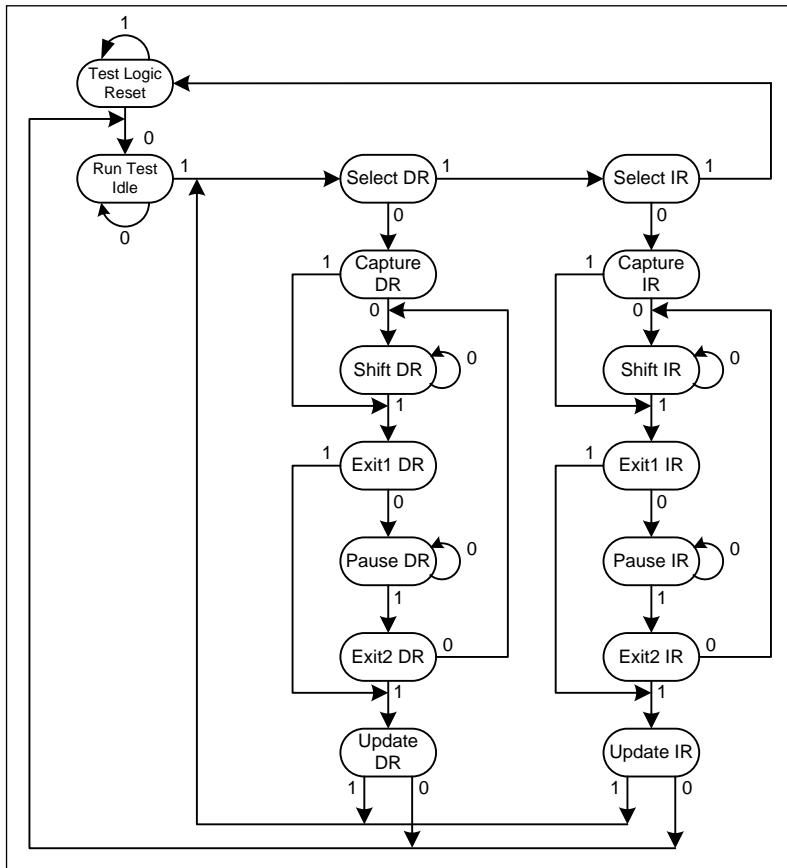 1
Test Logic
Reset
0
Run Test
Idle
1
0
Select DR
1
Select IR
1
0
0
1
Capture
DR
0
1
Capture
IR
0
Shift DR
0
Shift IR
0
1
1
1
Exit1 DR
1
Exit1 IR
0
0
Pause DR
0
Pause IR
0
1
1
Exit2 DR
0
Exit2 IR
0
1
1
Update
DR
Update IR
1
0
1
0